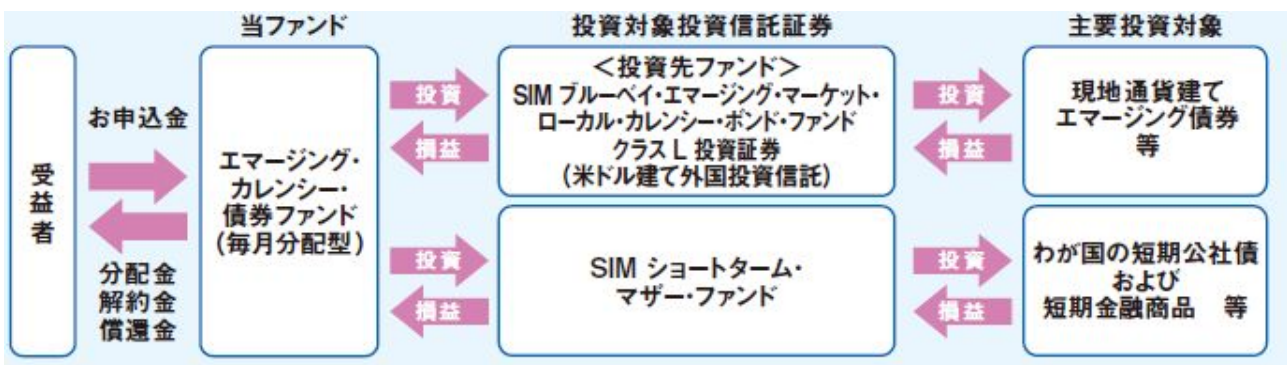 当ファンド
投資対象投資信託証券
主要投資対象
受益者
お申込金
分配金
解約金
償還金
エマージング・
カレンシー・
債券ファンド
(毎月分配型)
投資
損益
<投資先ファンド>
SIM ブルーベイ・エマージング・マーケット・
ローカル・カレンシー・ボンド・ファンド
クラス L 投資証券
(米ドル建て外国投資信託)
投資
損益
現地通貨建て
エマージング債券
等
投資
損益
SIM ショートターム・
マザー・ファンド
投資
損益
わが国の短期公社債
および
短期金融商品 等